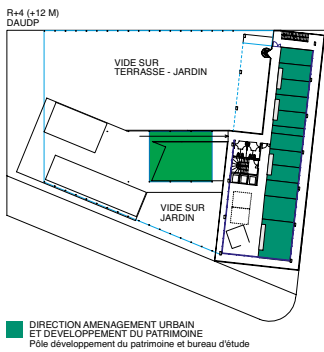 R+4 (+12 M)
DAUDP
VIDE SUR
TERRASSE - JARDIN
VIDE SUR
JARDIN
DIRECTION AMENAGEMENT URBAIN
ET DEVELOPPEMENT DU PATRIMOINE
Pôle développement du patrimoine et bureau d'étude